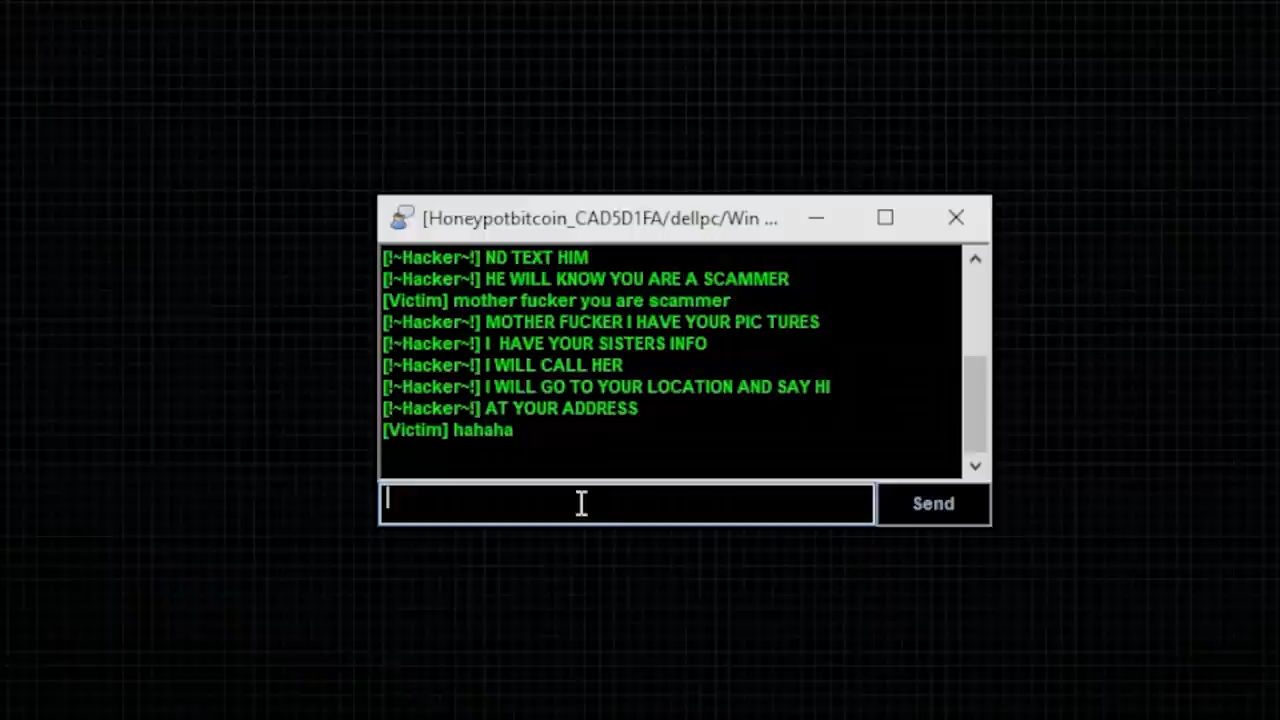 [Honeypotbitcoin_CAD5D1FA/dellpc/Win ...
[!~Hacker~!] ND TEXT HIM
[!~Hacker~!] HE WILL KNOW YOU ARE A SCAMMER
[Victim] mother fucker you are scammer
[!~Hacker~!] MOTHER FUCKER I HAVE YOUR PIC TURES
[!~Hacker~!] I  HAVE YOUR SISTERS INFO
[!~Hacker~!] I WILL CALL HER
[!~Hacker~!] I WILL GO TO YOUR LOCATION AND SAY HI
[!~Hacker~!] AT YOUR ADDRESS
[Victim] hahaha
Send